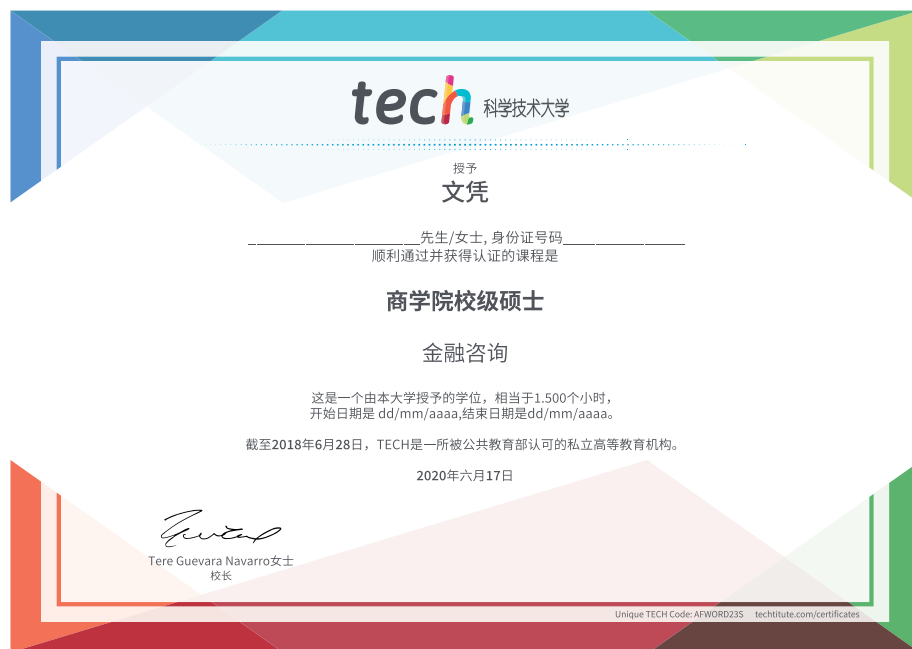 tech 科学技术大学
授予
文凭
______________________先生/女士, 身份证号码_______________
顺利通过并获得认证的课程是
商学院校级硕士
金融咨询
这是一个由本大学授予的学位，相当于1.500个小时，
开始日期是 dd/mm/aaaa,结束日期是dd/mm/aaaa。
截至2018年6月28日，TECH是一所被公共教育部认可的私立高等教育机构。
2020年六月17日
Tere Guevara Navarro女士
校长
Unique TECH Code: AFWORD23S techtitute.com/certificates